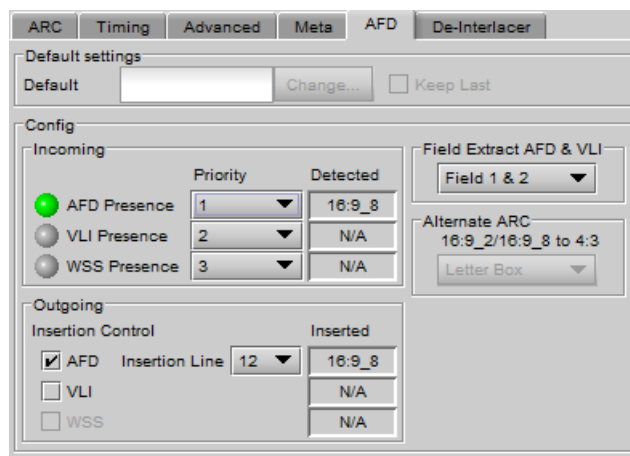 ARC Timing Advanced Meta AFD De-Interlacer
Default settings
Default Change... Keep Last
Config
Incoming
Priority Detected
AFD Presence 1 16:9_8
VLI Presence 2 N/A
WSS Presence 3 N/A
Field Extract AFD & VLI
Field 1 & 2
Alternate ARC
16:9_2/16:9_8 to 4:3
Letter Box
Outgoing
Insertion Control Inserted
AFD Insertion Line 12 16:9_8
VLI N/A
WSS N/A